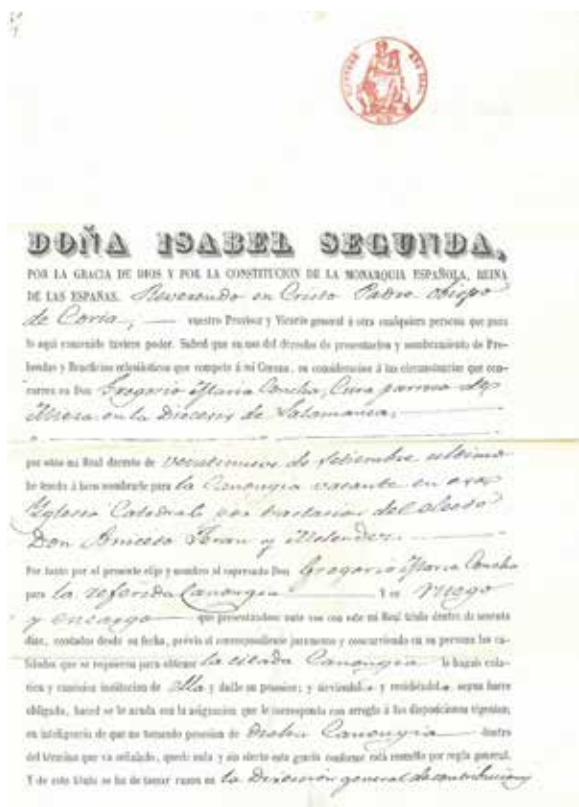 DOÑA ISABEL SEGUNDA,
POR LA GRACIA DE DIOS Y POR LA CONSTITUCION DE LA MONARQUIA ESPAÑOLA, REINA
DE LAS ESPAÑAS. Reverendo en Cristo Padre Obispo
de Coria, vuestro Provisor y Vicario general ó otra cualquiera persona que para
lo aquí contenido tuviere poder. Sabed que en uso del derecho de presentacion y nombramiento de Pre-
bendas y Beneficios eclesiásticos que compete á mi Corona, en consideracion á las circunstancias que con-
curren en Don Gregorio Maria Concha, Cura párroco de
en la Diocesis de Salamanca,
por otro mi Real decreto de veintinueve de setiembre último
he tenido á bien nombrarle para la Canongia vacante en esa
Yglesia Catedral por traslacion del electo
Don Aniceto y
Por tanto por el presente elijo y nombro al expresado Don Gregorio Maria Concha
para la referida Canongia Y os ruego
y encargo que presentándose ante vos con este mi Real título dentro de sesenta
dias, contados desde su fecha, prévio el correspondiente juramento y concurriendo en su persona las ca-
lidades que se requieren para obtener la citada Canongia le hagais cola-
cion y canónica institucion de ella y dalle su posesion; y sirviéndola y residiéndola segun fuere
obligado, haced se le acuda con la asignacion que le corresponda con arreglo á las disposiciones vigentes;
en inteligencia de que no tomando posesion de dicha Canongia dentro
del término que va señalado, quede nula y sin efecto esta gracia conforme está resuelto por regla general.
Y de este título se ha de tomar razon en la Direccion general de contribuciones